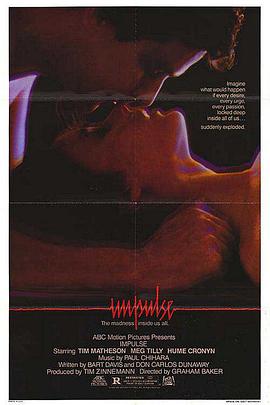 Imagine
what would happen
if every desire,
every urge,
every passion,
locked deep
inside all of us...
suddenly exploded.
impulse
The madness inside us all.
ABC Motion Pictures Presents
IMPULSE
Starring TIM MATHESON MEG TILLY HUME CRONYN
Music by PAUL CHIHARA
Written by BART DAVIS and DON CARLOS DUNAWAY
Produced by TIM ZINNEMANN Directed by GRAHAM BAKER
R RESTRICTED